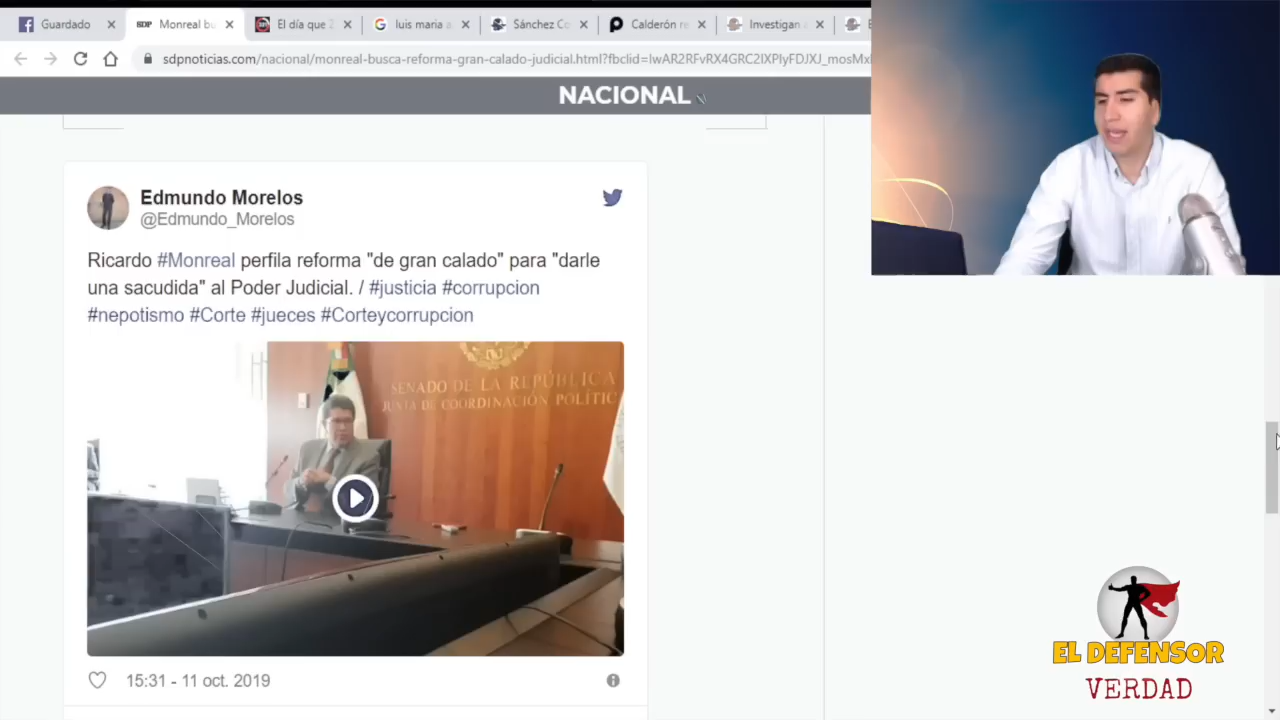 Guardado
SDP Monreal bu
El día que 2
luis maria a
Sánchez Co
Calderón re
Investigan a
sdpnoticias.com/nacional/monreal-busca-reforma-gran-calado-judicial.html?fbclid=
NACIONAL
Edmundo Morelos
@Edmundo_Morelos
Ricardo #Monreal perfila reforma "de gran calado" para "darle
una sacudida" al Poder Judicial. / #justicia #corrupcion
#nepotismo #Corte #jueces #Corteycorrupcion
SENADO DE LA REPÚBLICA
JUNTA DE COORDINACIÓN POLÍTIC
15:31 - 11 oct. 2019
EL DEFENSOR
VERDAD